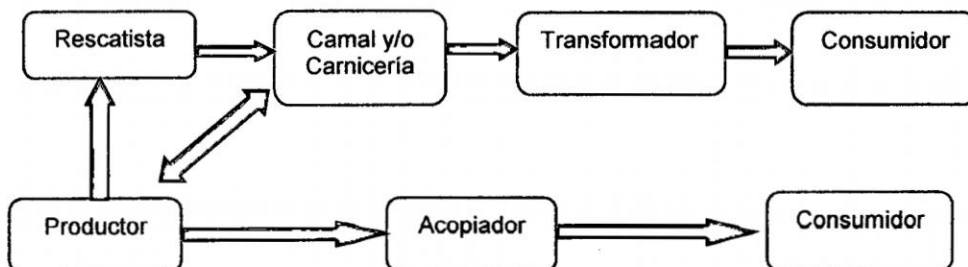 Rescatista
Camal y/o
Carnicería
Transformador
Consumidor
Productor
Acopiador
Consumidor